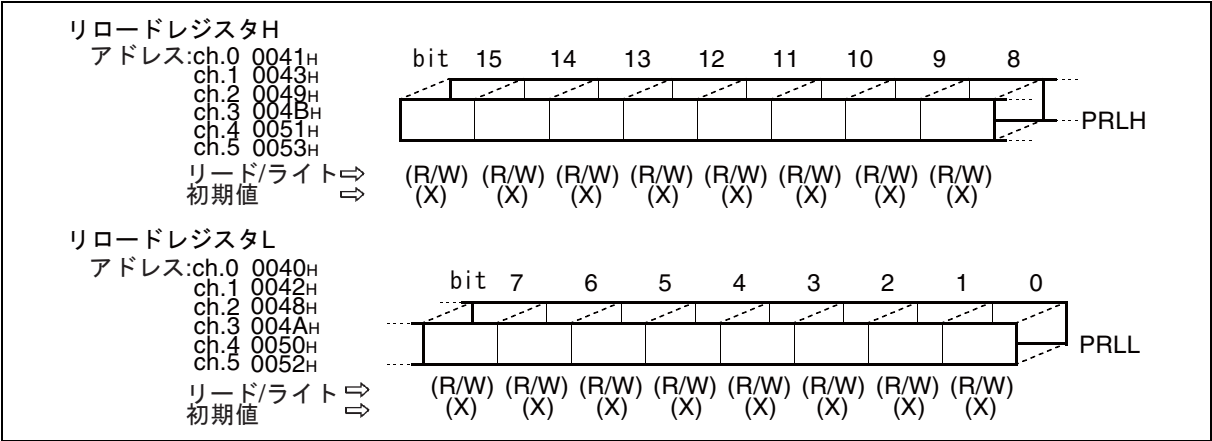 リロードレジスタH
アドレス:ch.0 0041H
ch.1 0043H
ch.2 0049H
ch.3 004BH
ch.4 0051H
ch.5 0053H
bit 15 14 13 12 11 10 9 8
PRLH
リード/ライト⇨ (R/W) (R/W) (R/W) (R/W) (R/W) (R/W) (R/W) (R/W)
初期値 ⇨ (X) (X) (X) (X) (X) (X) (X) (X)
リロードレジスタL
アドレス:ch.0 0040H
ch.1 0042H
ch.2 0048H
ch.3 004AH
ch.4 0050H
ch.5 0052H
bit 7 6 5 4 3 2 1 0
PRLL
リード/ライト ⇨ (R/W) (R/W) (R/W) (R/W) (R/W) (R/W) (R/W) (R/W)
初期値 ⇨ (X) (X) (X) (X) (X) (X) (X) (X)